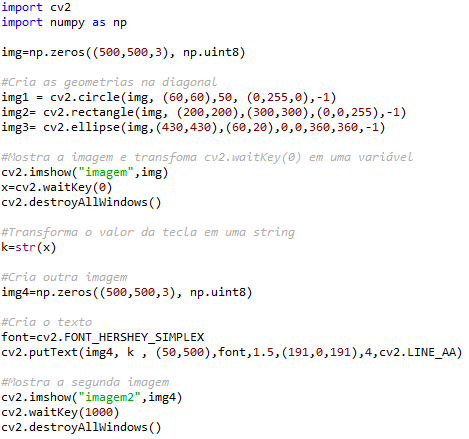 import cv2
import numpy as np
img=np.zeros((500,500,3), np.uint8)
#Cria as geometrias na diagonal
img1 = cv2.circle(img, (60,60),50, (0,255,0),-1)
img2= cv2.rectangle(img, (200,200),(300,300),(0,0,255),-1)
img3= cv2.ellipse(img,(430,430),(60,20),0,0,360,360,-1)
#Mostra a imagem e transfoma cv2.waitKey(0) em uma variável
cv2.imshow("imagem",img)
x=cv2.waitKey(0)
cv2.destroyAllWindows()
#Transforma o valor da tecla em uma string
k=str(x)
#Cria outra imagem
img4=np.zeros((500,500,3), np.uint8)
#Cria o texto
font=cv2.FONT_HERSHEY_SIMPLEX
cv2.putText(img4, k , (50,500),font,1.5,(191,0,191),4,cv2.LINE_AA)
#Mostra a segunda imagem
cv2.imshow("imagem2",img4)
cv2.waitKey(1000)
cv2.destroyAllWindows()